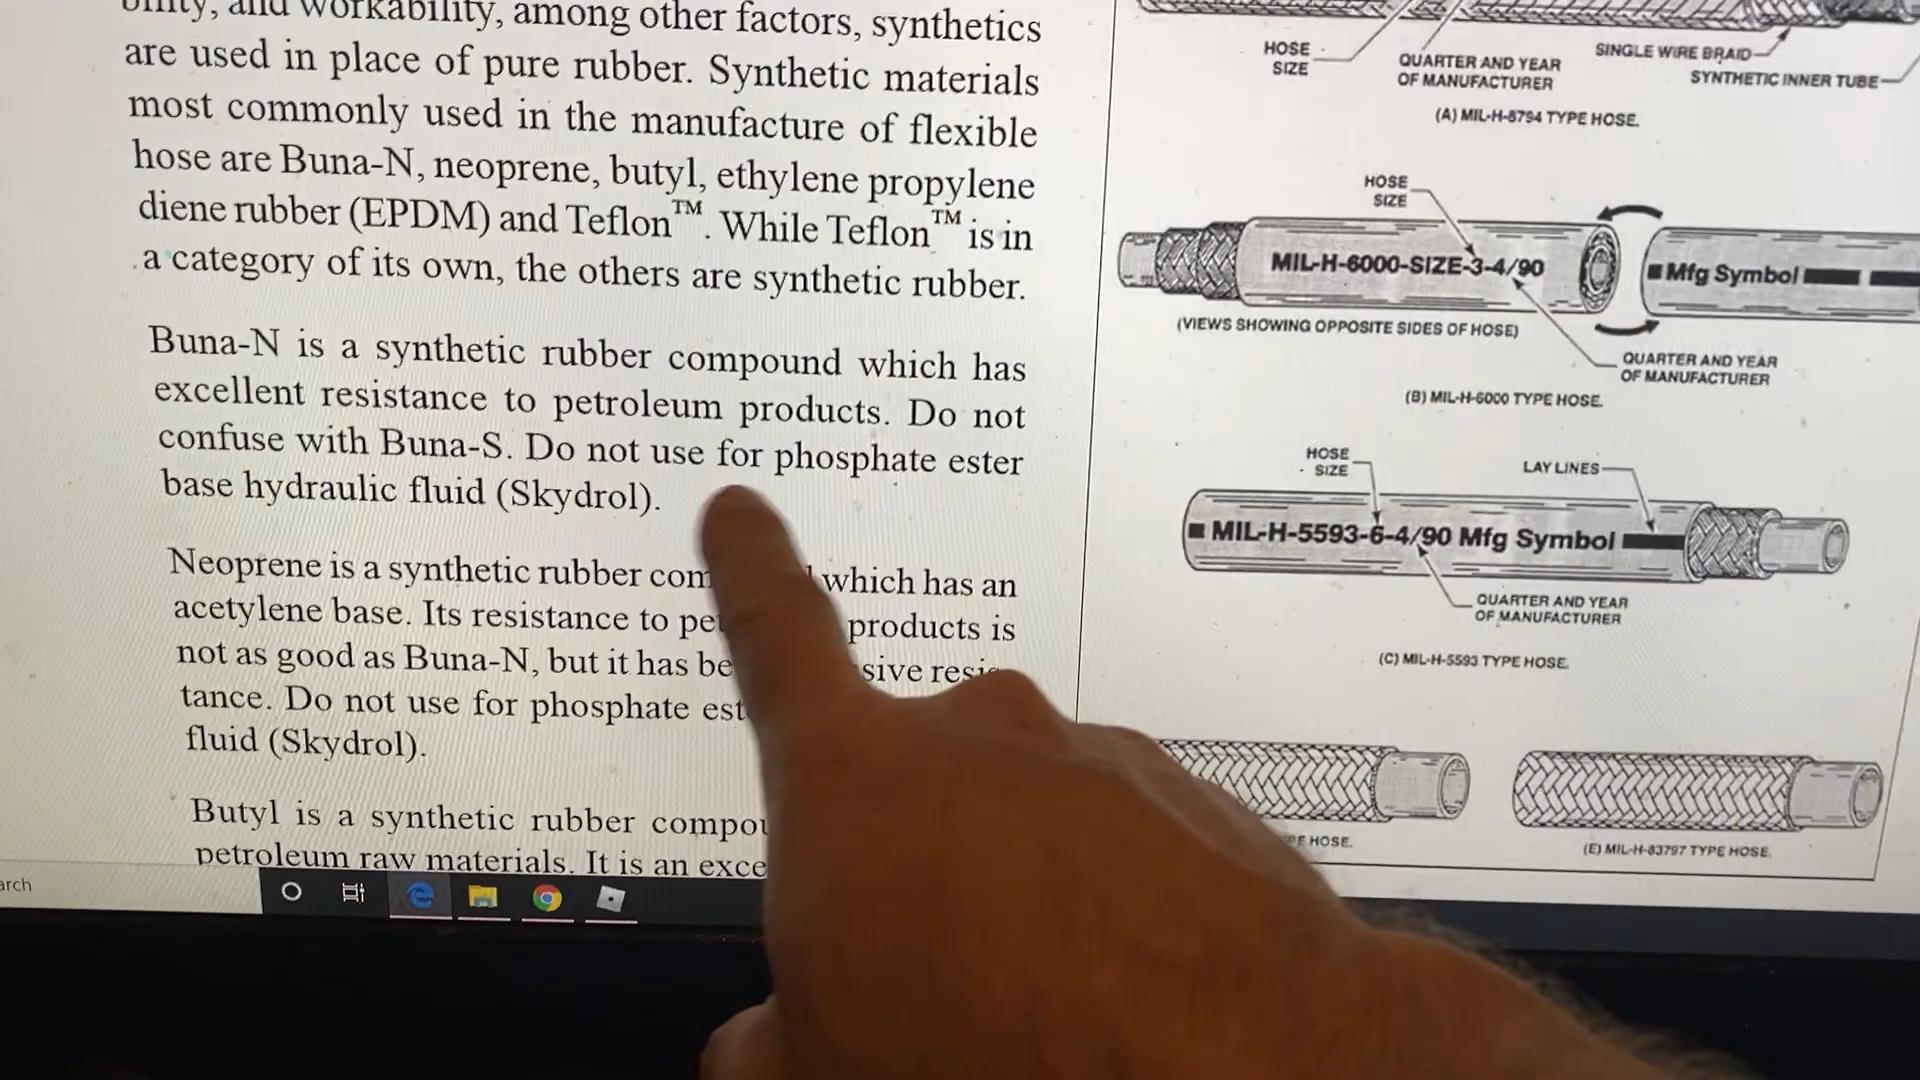 and workability, among other factors, synthetics
are used in place of pure rubber. Synthetic materials
most commonly used in the manufacture of flexible
hose are Buna-N, neoprene, butyl, ethylene propylene
diene rubber (EPDM) and Teflon™. While Teflon™ is in
a category of its own, the others are synthetic rubber.
Buna-N is a synthetic rubber compound which has
excellent resistance to petroleum products. Do not
confuse with Buna-S. Do not use for phosphate ester
base hydraulic fluid (Skydrol).
Neoprene is a synthetic rubber com which has an
acetylene base. Its resistance to pet products is
not as good as Buna-N, but it has be sive resis-
tance. Do not use for phosphate est
fluid (Skydrol).
Butyl is a synthetic rubber compou
petroleum raw materials. It is an exce
arch
HOSE
SIZE
QUARTER AND YEAR
OF MANUFACTURER
SINGLE WIRE BRAID
SYNTHETIC INNER TUBE
(A) MIL-H-8794 TYPE HOSE.
HOSE
SIZE
MIL-H-6000-SIZE-3-4/90
Mfg Symbol
(VIEWS SHOWING OPPOSITE SIDES OF HOSE)
QUARTER AND YEAR
OF MANUFACTURER
(B) MIL-H-6000 TYPE HOSE.
HOSE
SIZE
LAY LINES
MIL-H-5593-6-4/90 Mfg Symbol
QUARTER AND YEAR
OF MANUFACTURER
(C) MIL-H-5593 TYPE HOSE.
PE HOSE.
(E) MIL-H-83797 TYPE HOSE.